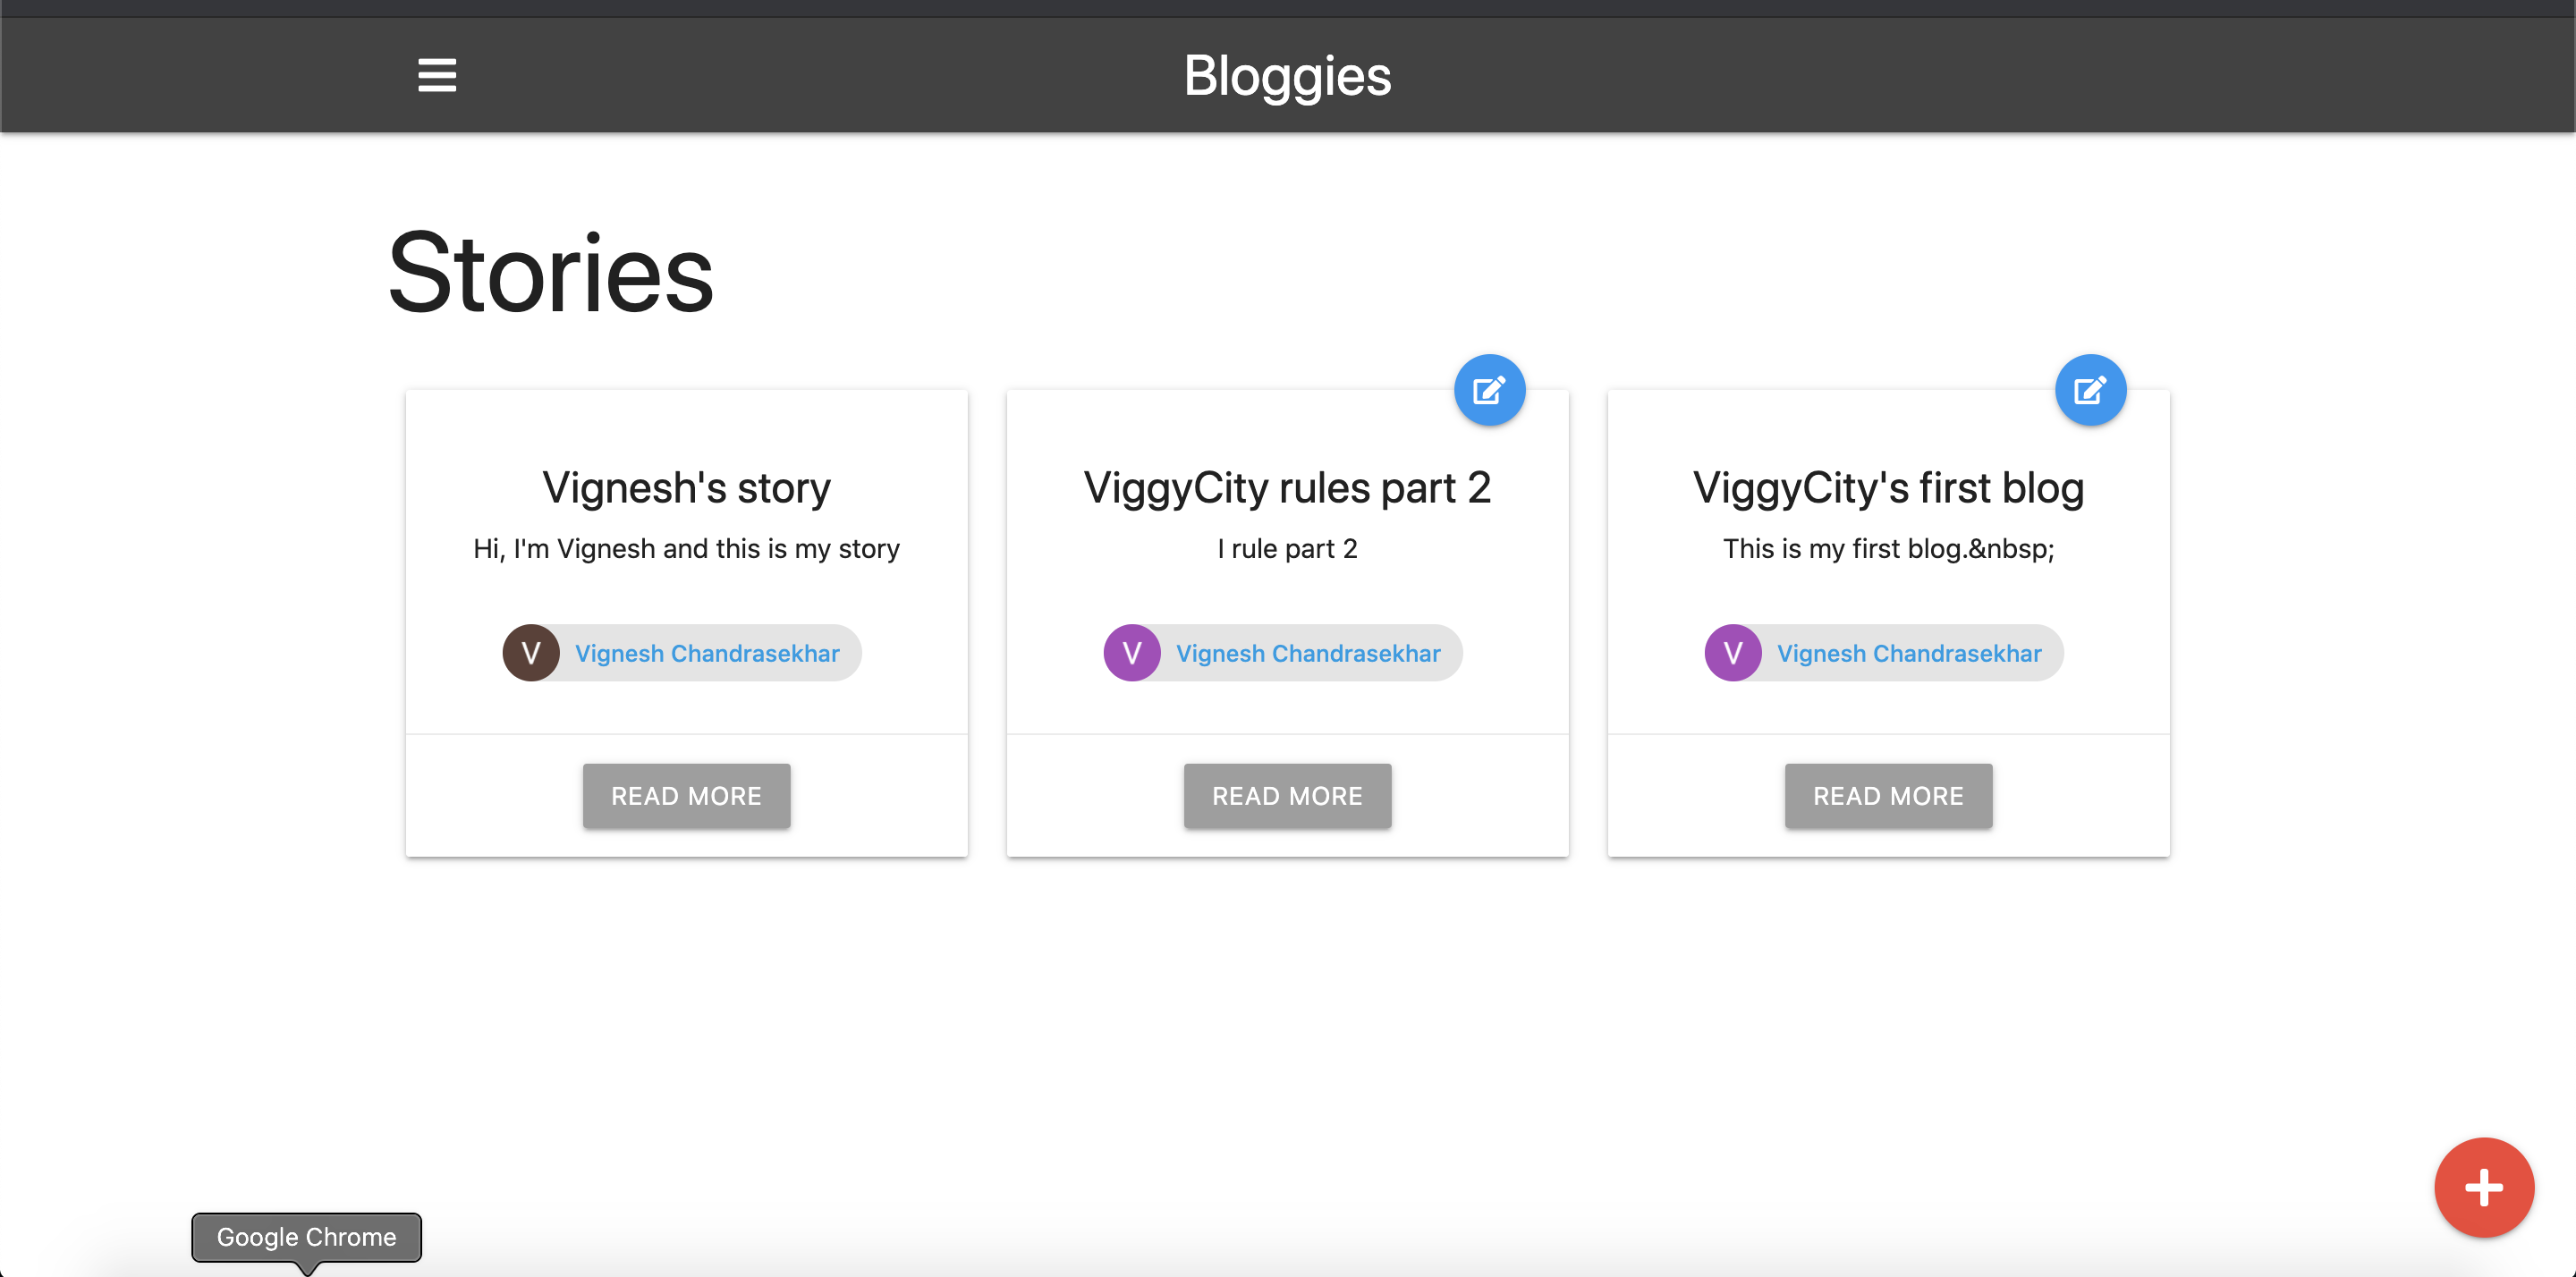 Bloggies
Stories
Vignesh's story
Hi, I'm Vignesh and this is my story
V Vignesh Chandrasekhar
READ MORE
ViggyCity rules part 2
I rule part 2
V Vignesh Chandrasekhar
READ MORE
ViggyCity's first blog
This is my first blog.&nbsp;
V Vignesh Chandrasekhar
READ MORE
Google Chrome